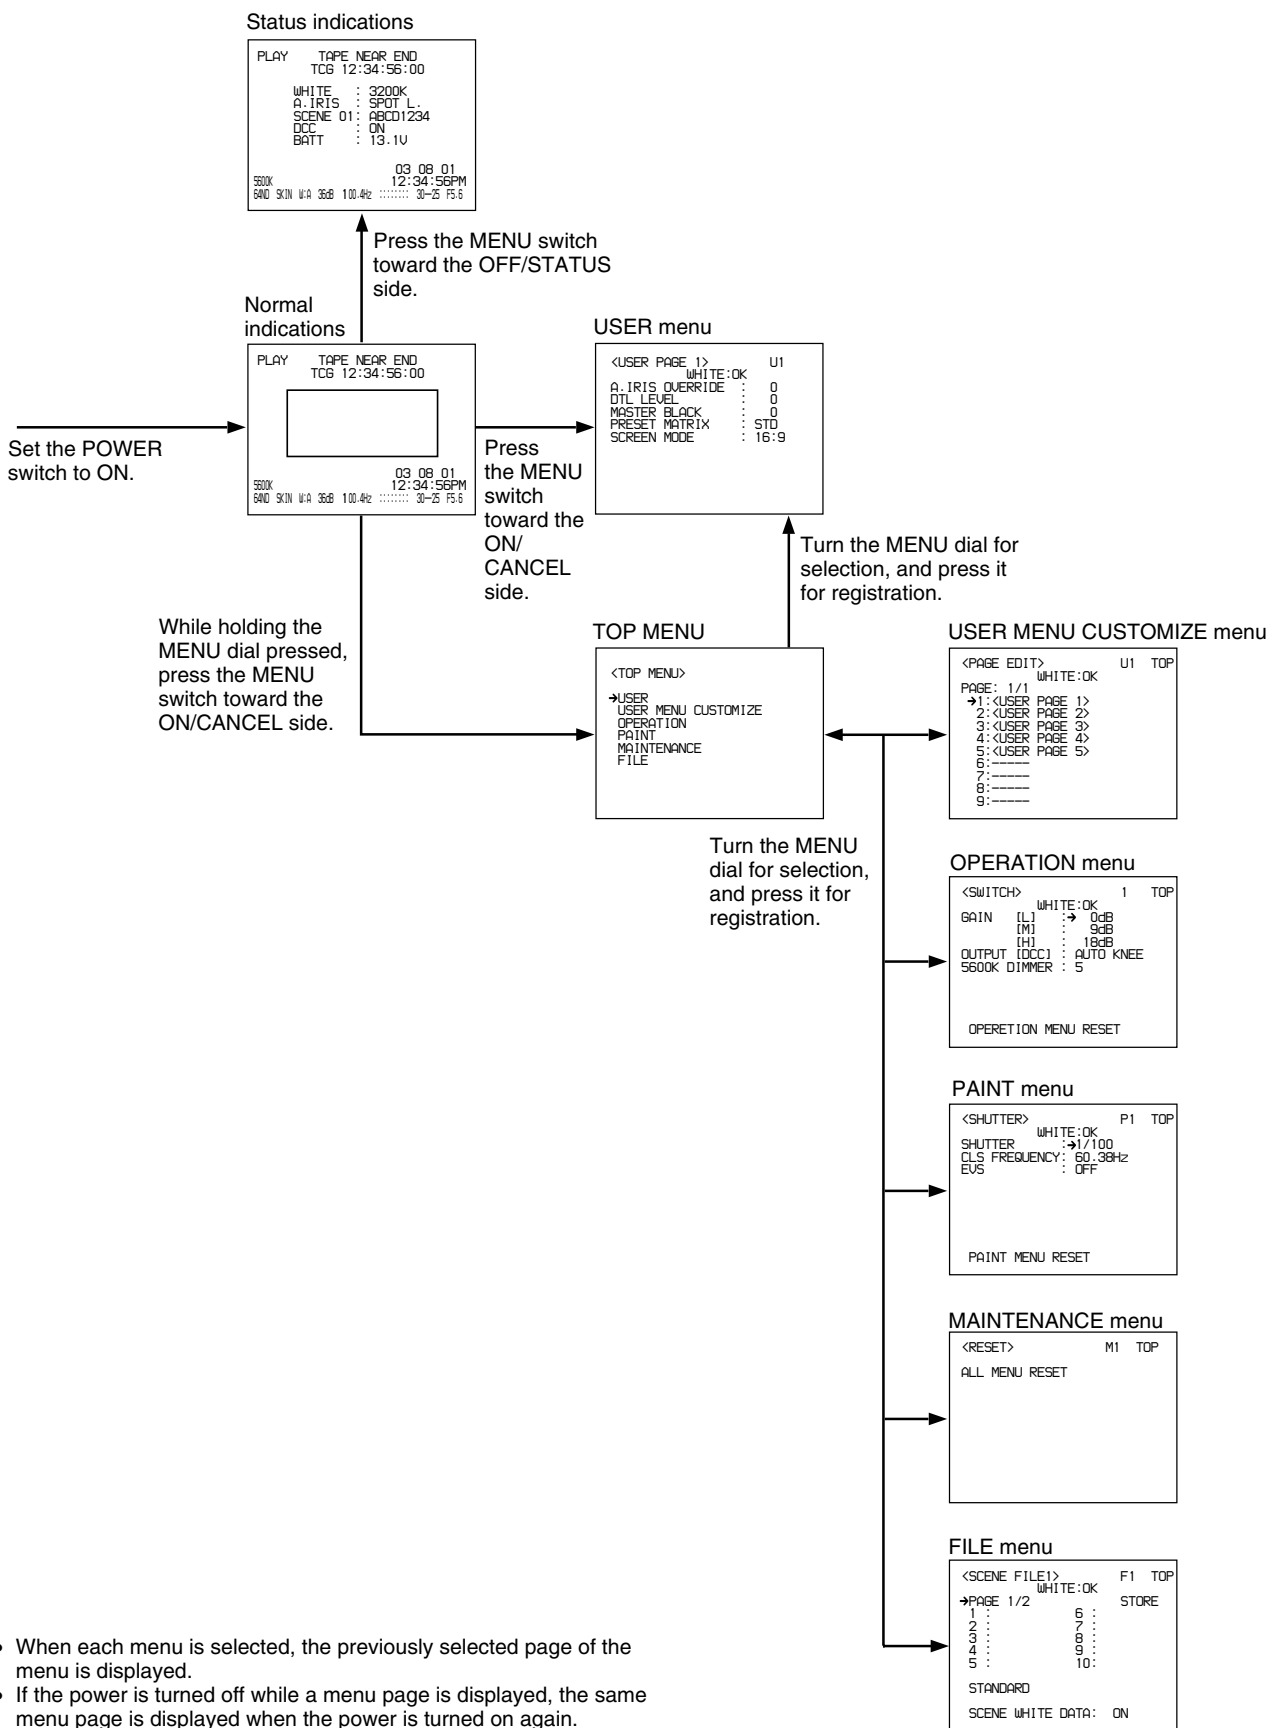 Status indications
PLAY TAPE NEAR END
TCG 12:34:56:00
WHITE : 3200K
A.IRIS : SPOT L.
SCENE 01: ABCD1234
DCC : ON
BATT : 13.1V
03 08 01
5600K 12:34:56PM
64ND SKIN W:A 36dB 100.4Hz :::::::: 30—25 F5.6
Press the MENU switch
toward the OFF/STATUS
side.
Normal
indications
PLAY TAPE NEAR END
TCG 12:34:56:00
03 08 01
5600K 12:34:56PM
64ND SKIN W:A 36dB 100.4Hz :::::::: 30—25 F5.6
Set the POWER
switch to ON.
USER menu
<USER PAGE 1> U1
WHITE:OK
A.IRIS OVERRIDE : 0
DTL LEVEL : 0
MASTER BLACK : 0
PRESET MATRIX : STD
SCREEN MODE : 16:9
Press
the MENU
switch
toward the
ON/
CANCEL
side.
Turn the MENU dial for
selection, and press it
for registration.
While holding the
MENU dial pressed,
press the MENU
switch toward the
ON/CANCEL side.
TOP MENU
<TOP MENU>
→USER
USER MENU CUSTOMIZE
OPERATION
PAINT
MAINTENANCE
FILE
Turn the MENU
dial for selection,
and press it for
registration.
USER MENU CUSTOMIZE menu
<PAGE EDIT> U1 TOP
WHITE:OK
PAGE: 1/1
→1:<USER PAGE 1>
2:<USER PAGE 2>
3:<USER PAGE 3>
4:<USER PAGE 4>
5:<USER PAGE 5>
6:-----
7:-----
8:-----
9:-----
OPERATION menu
<SWITCH> 1 TOP
WHITE:OK
GAIN [L] :→ 0dB
[M] : 9dB
[H] : 18dB
OUTPUT [DCC] : AUTO KNEE
5600K DIMMER : 5
OPERETION MENU RESET
PAINT menu
<SHUTTER> P1 TOP
WHITE:OK
SHUTTER :→1/100
CLS FREQUENCY: 60.38Hz
EVS : OFF
PAINT MENU RESET
MAINTENANCE menu
<RESET> M1 TOP
ALL MENU RESET
FILE menu
<SCENE FILE1> F1 TOP
WHITE:OK
→PAGE 1/2 STORE
1 : 6 :
2 : 7 :
3 : 8 :
4 : 9 :
5 : 10:
STANDARD
SCENE WHITE DATA: ON
• When each menu is selected, the previously selected page of the
menu is displayed.
• If the power is turned off while a menu page is displayed, the same
menu page is displayed when the power is turned on again.